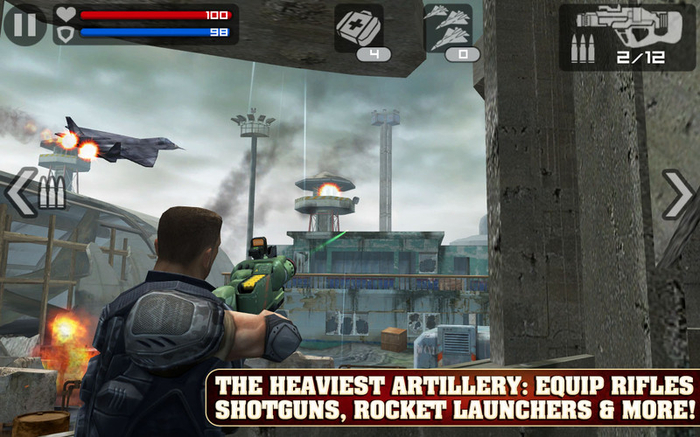 100
98
4
0
2/12
THE HEAVIEST ARTILLERY: EQUIP RIFLES
SHOTGUNS, ROCKET LAUNCHERS & MORE!